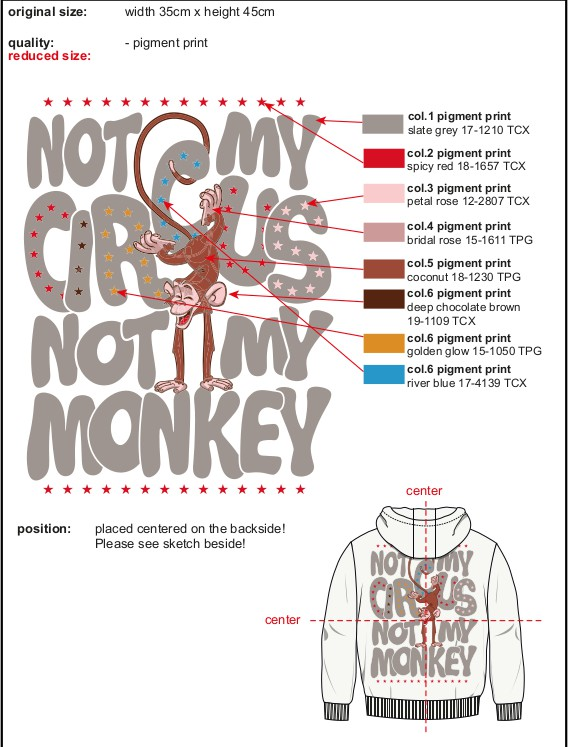 original size: width 35cm x height 45cm
quality: - pigment print
reduced size:
NOT MY
CIRCUS
NOT MY
MONKEY
col.1 pigment print
slate grey 17-1210 TCX
col.2 pigment print
spicy red 18-1657 TCX
col.3 pigment print
petal rose 12-2807 TCX
col.4 pigment print
bridal rose 15-1611 TPG
col.5 pigment print
coconut 18-1230 TPG
col.6 pigment print
deep chocolate brown
19-1109 TCX
col.6 pigment print
golden glow 15-1050 TPG
col.6 pigment print
river blue 17-4139 TCX
position: placed centered on the backside!
Please see sketch beside!
center
center
NOT MY
CIRCUS
NOT MY
MONKEY